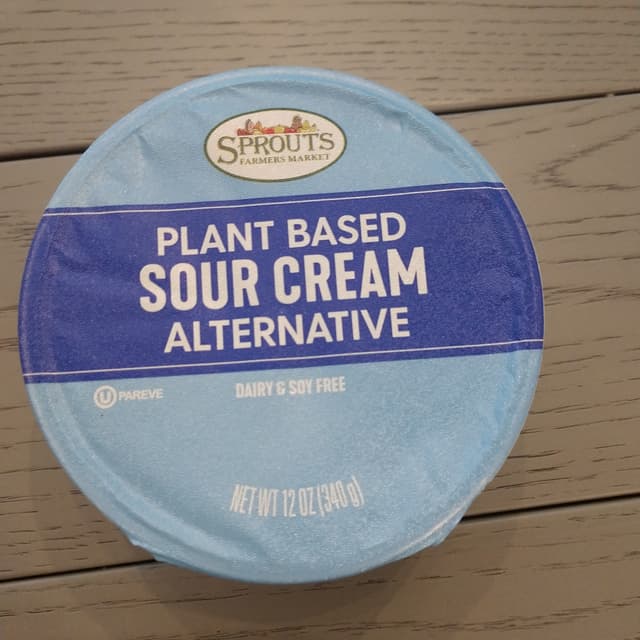 SPROUTS
FARMERS MARKET
PLANT BASED
SOUR CREAM
ALTERNATIVE
U PAREVE
DAIRY & SOY FREE
NET WT 12 OZ (340 g)